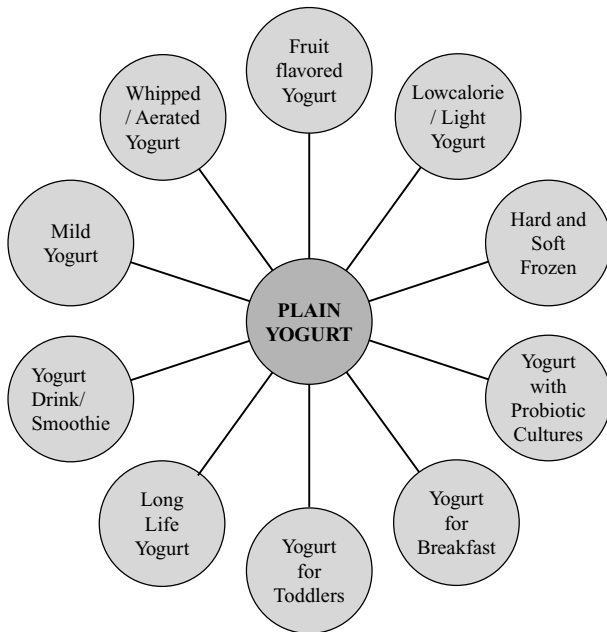 Fruit
flavored
Yogurt
Lowcalorie
/ Light
Yogurt
Hard and
Soft
Frozen
Yogurt
with
Probiotic
Cultures
Yogurt
for
Breakfast
Yogurt
for
Toddlers
Long
Life
Yogurt
Yogurt
Drink/
Smoothie
Mild
Yogurt
Whipped
/ Aerated
Yogurt
PLAIN
YOGURT